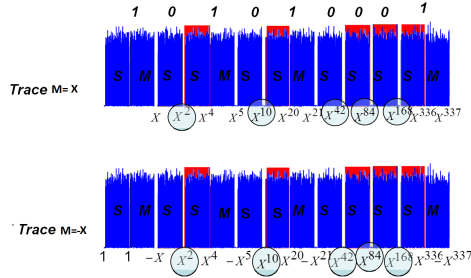 1 0 1 0 1 0 0 0 1
S M S S M S S M S S S S M
Trace M=X
X X² X⁴ X⁵ X¹⁰ X²⁰ X²¹ X⁴² X⁸⁴ X¹⁶⁸ X³³⁶ X³³⁷
S M S S M S S M S S S S M
Trace M=-X
1 1 -X X² X⁴ -X⁵ X¹⁰ X²⁰ -X²¹ X⁴² X⁸⁴ X¹⁶⁸ X³³⁶ -X³³⁷